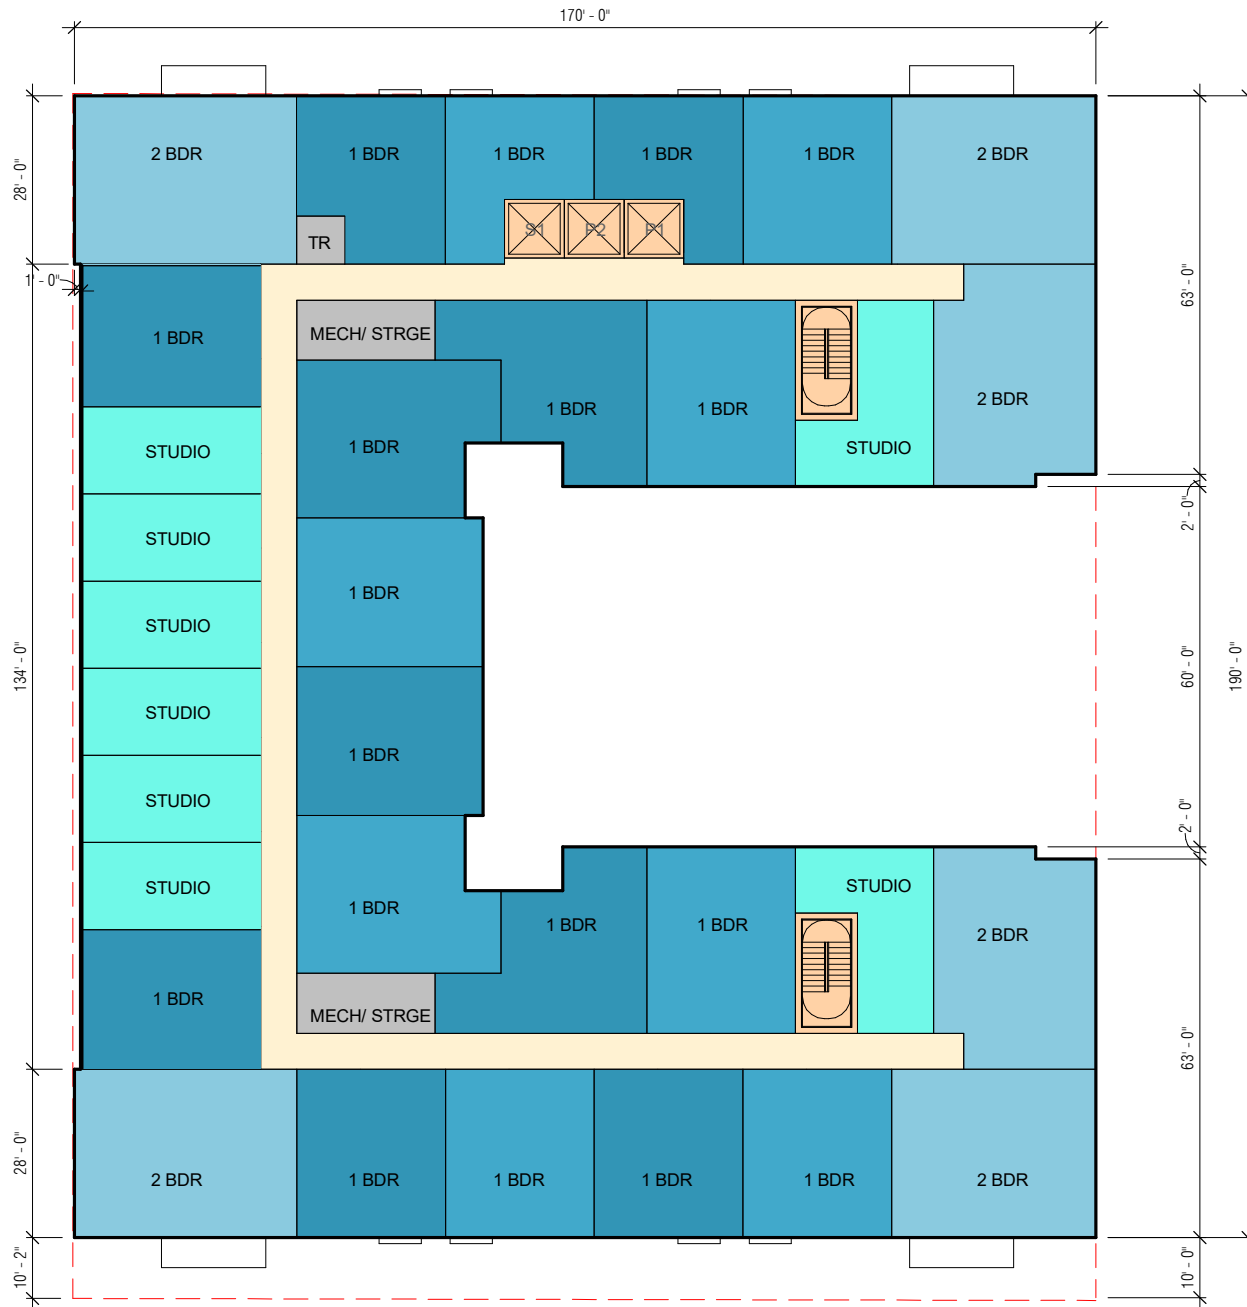 170' - 0"
28' - 0"
2 BDR
1 BDR
1 BDR
1 BDR
1 BDR
2 BDR
S1
P2
P1
TR
1' - 0"
63' - 0"
1 BDR
MECH/ STRGE
1 BDR
1 BDR
2 BDR
1 BDR
STUDIO
STUDIO
2' - 0"
STUDIO
1 BDR
STUDIO
134' - 0"
60' - 0"
190' - 0"
STUDIO
1 BDR
STUDIO
2' - 0"
STUDIO
1 BDR
STUDIO
1 BDR
1 BDR
2 BDR
1 BDR
MECH/ STRGE
63' - 0"
28' - 0"
2 BDR
1 BDR
1 BDR
1 BDR
1 BDR
2 BDR
10' - 2"
10' - 0"